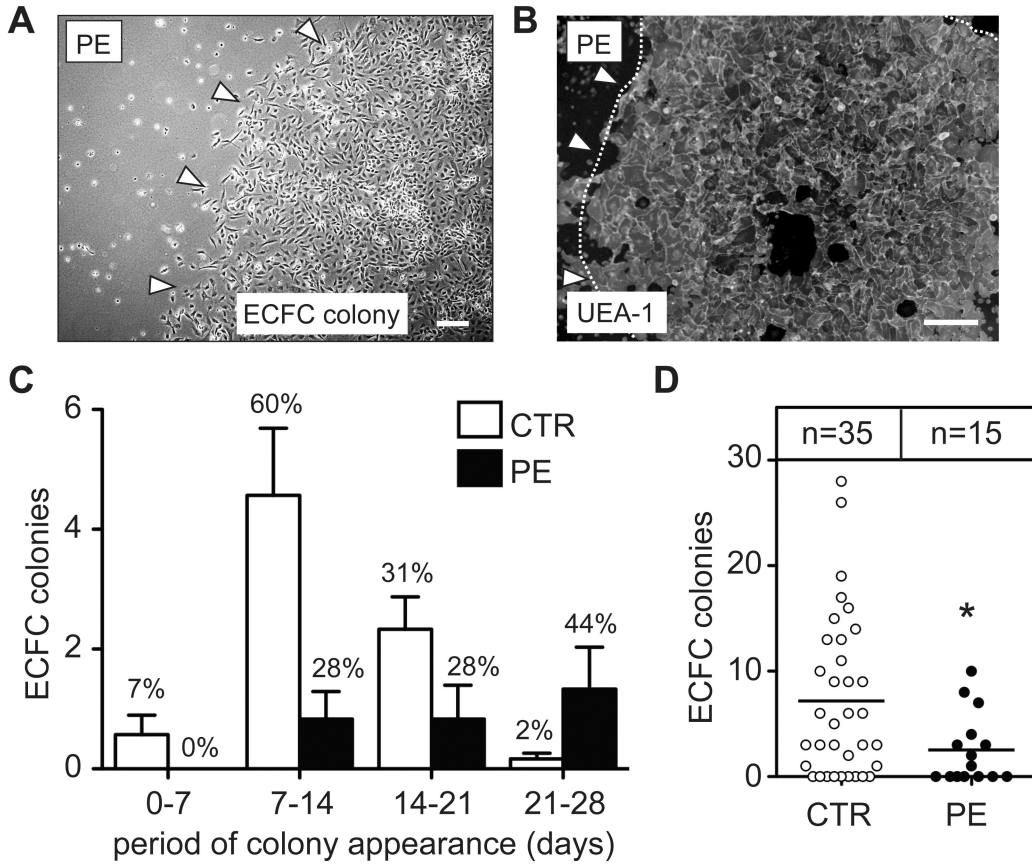 A
PE
ECFC colony
B
PE
UEA-1
C
ECFC colonies
6
4
2
0
7%
0%
60%
28%
31%
28%
2%
44%
CTR
PE
0-7
7-14
14-21
21-28
period of colony appearance (days)
D
n=35
n=15
ECFC colonies
30
20
10
0
*
CTR
PE